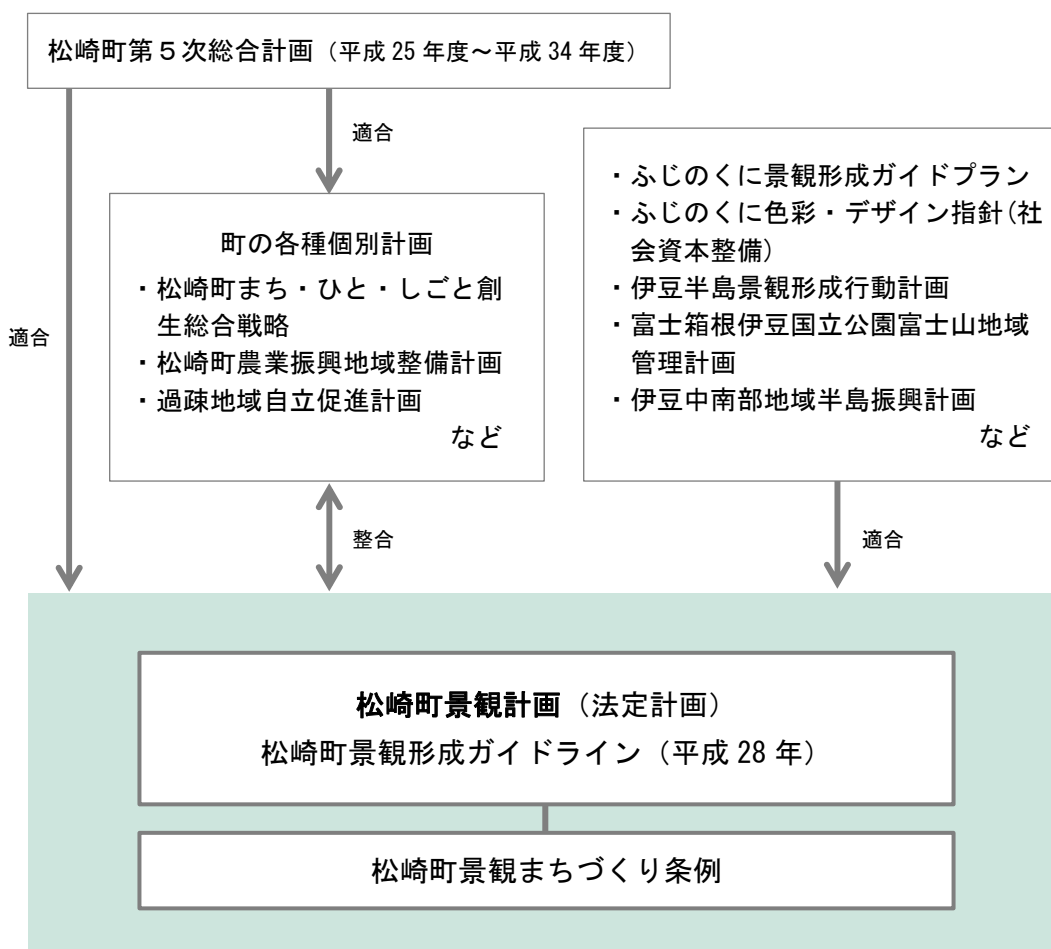 松崎町第５次総合計画（平成25年度～平成34年度）
適合
適合
町の各種個別計画
・松崎町まち・ひと・しごと創
生総合戦略
・松崎町農業振興地域整備計画
・過疎地域自立促進計画
など
・ふじのくに景観形成ガイドプラン
・ふじのくに色彩・デザイン指針(社
会資本整備)
・伊豆半島景観形成行動計画
・富士箱根伊豆国立公園富士山地域
管理計画
・伊豆中南部地域半島振興計画
など
整合
適合
松崎町景観計画（法定計画）
松崎町景観形成ガイドライン（平成28年）
松崎町景観まちづくり条例